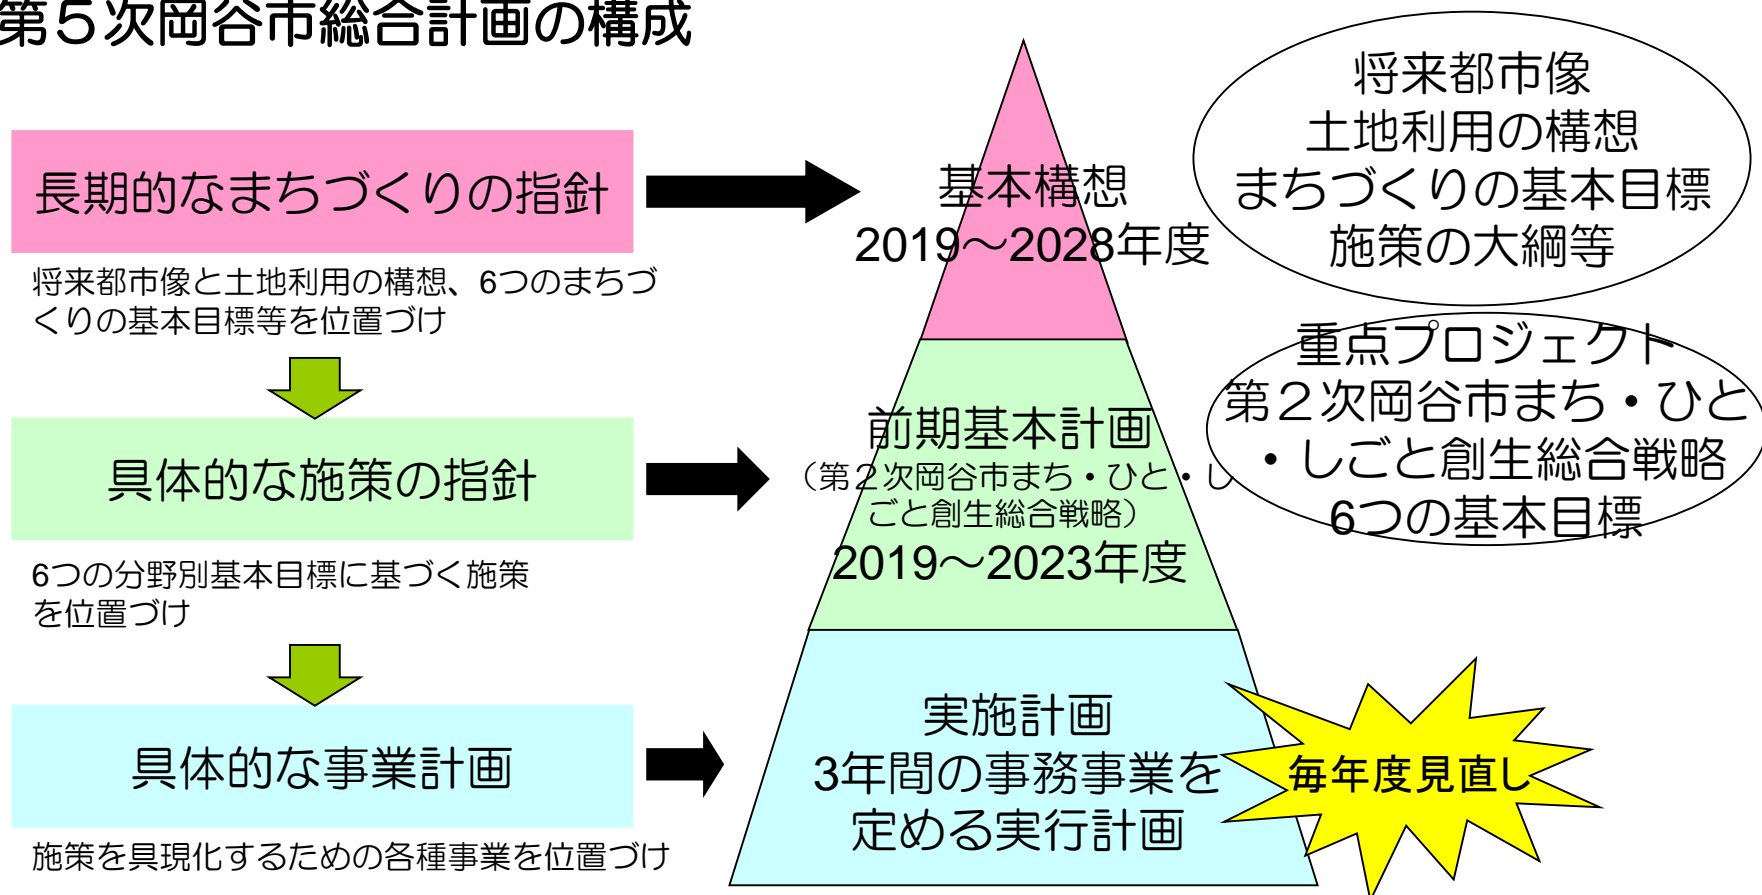 第５次岡谷市総合計画の構成
長期的なまちづくりの指針
将来都市像と土地利用の構想、6つのまちづ
くりの基本目標等を位置づけ
具体的な施策の指針
6つの分野別基本目標に基づく施策
を位置づけ
具体的な事業計画
施策を具現化するための各種事業を位置づけ
基本構想
2019～2028年度
前期基本計画
（第２次岡谷市まち・ひと・し
ごと創生総合戦略）
2019～2023年度
実施計画
3年間の事務事業を
定める実行計画
将来都市像
土地利用の構想
まちづくりの基本目標
施策の大綱等
重点プロジェクト
第２次岡谷市まち・ひと
・しごと創生総合戦略
6つの基本目標
毎年度見直し